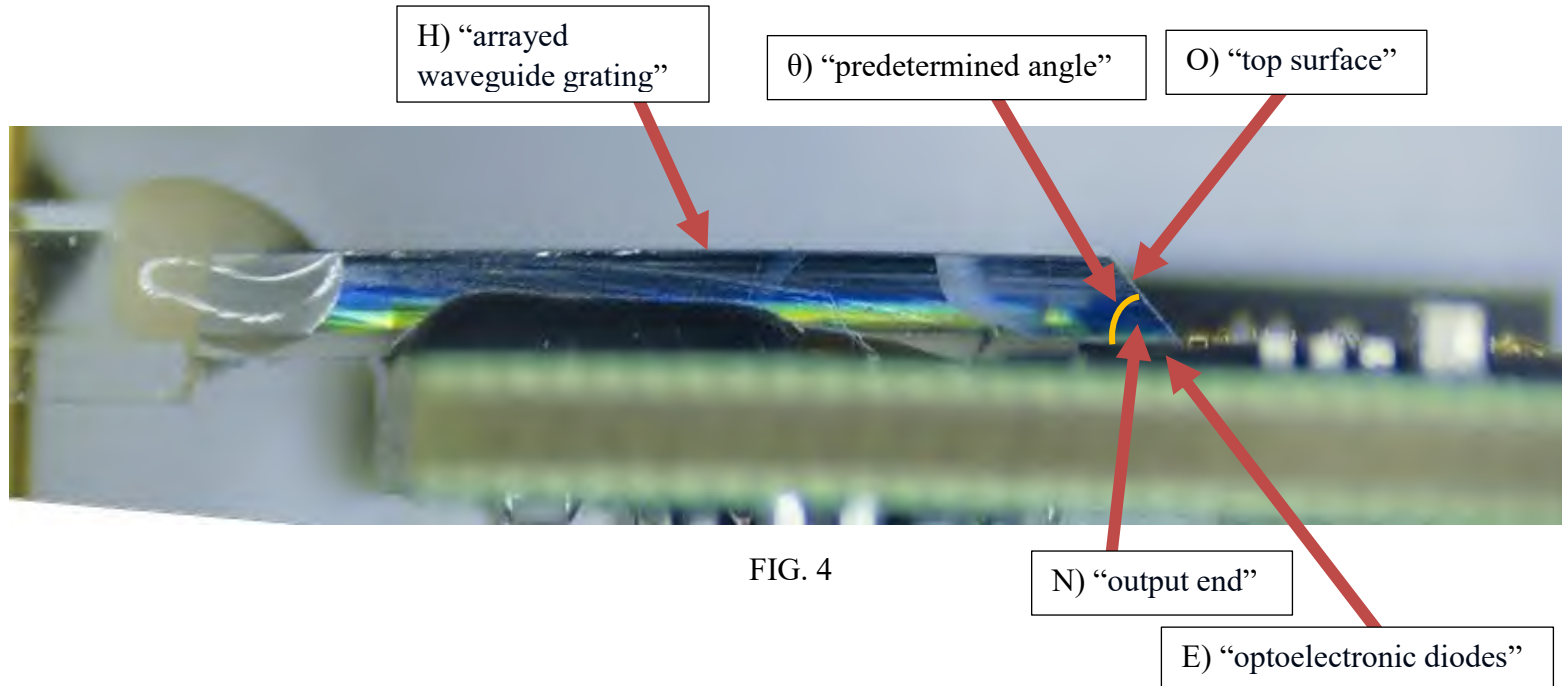 H) “arrayed
waveguide grating”
θ) “predetermined angle”
O) “top surface”
FIG. 4
N) “output end”
E) “optoelectronic diodes”